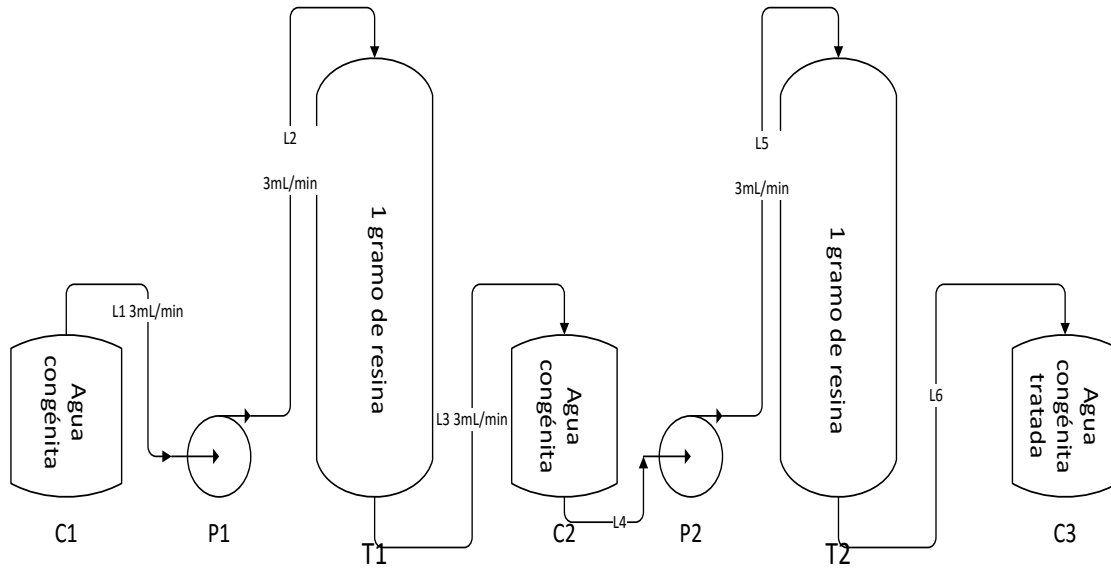 L2
3mL/min
1 gramo de resina
L1 3mL/min
Agua
congénita
C1
P1
T1
L3 3mL/min
Agua
congénita
C2
L4
P2
L5
3mL/min
1 gramo de resina
T2
L6
Agua
congénita
tratada
C3